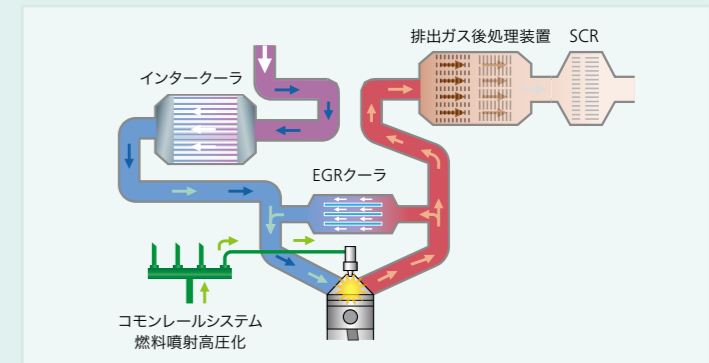 排出ガス後処理装置 SCR
インタークーラ
EGRクーラ
コモンレールシステム
燃料噴射高圧化